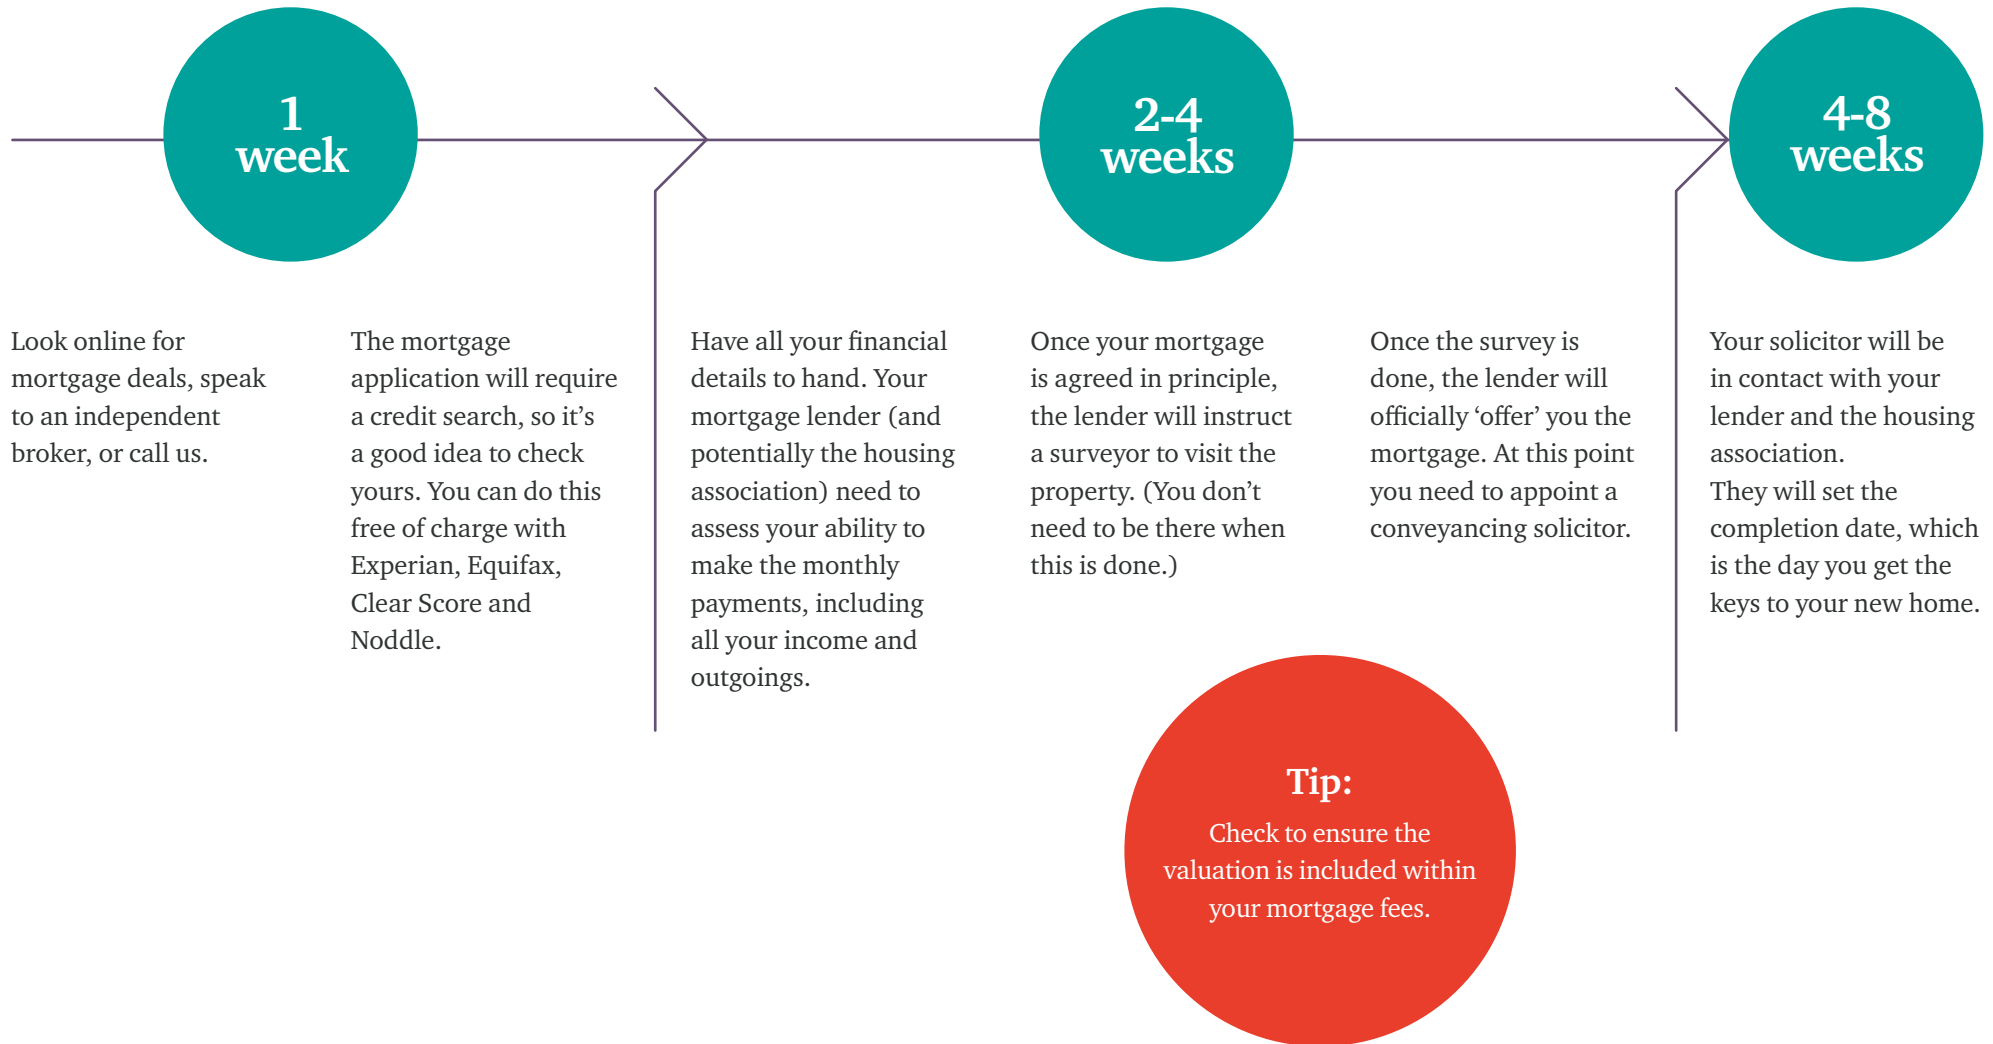 1
week
2-4
weeks
4-8
weeks
Look online for
mortgage deals, speak
to an independent
broker, or call us.
The mortgage
application will require
a credit search, so it’s
a good idea to check
yours. You can do this
free of charge with
Experian, Equifax,
Clear Score and
Noddle.
Have all your financial
details to hand. Your
mortgage lender (and
potentially the housing
association) need to
assess your ability to
make the monthly
payments, including
all your income and
outgoings.
Once your mortgage
is agreed in principle,
the lender will instruct
a surveyor to visit the
property. (You don’t
need to be there when
this is done.)
Once the survey is
done, the lender will
officially ‘offer’ you the
mortgage. At this point
you need to appoint a
conveyancing solicitor.
Your solicitor will be
in contact with your
lender and the housing
association.
They will set the
completion date, which
is the day you get the
keys to your new home.
Tip:
Check to ensure the
valuation is included within
your mortgage fees.